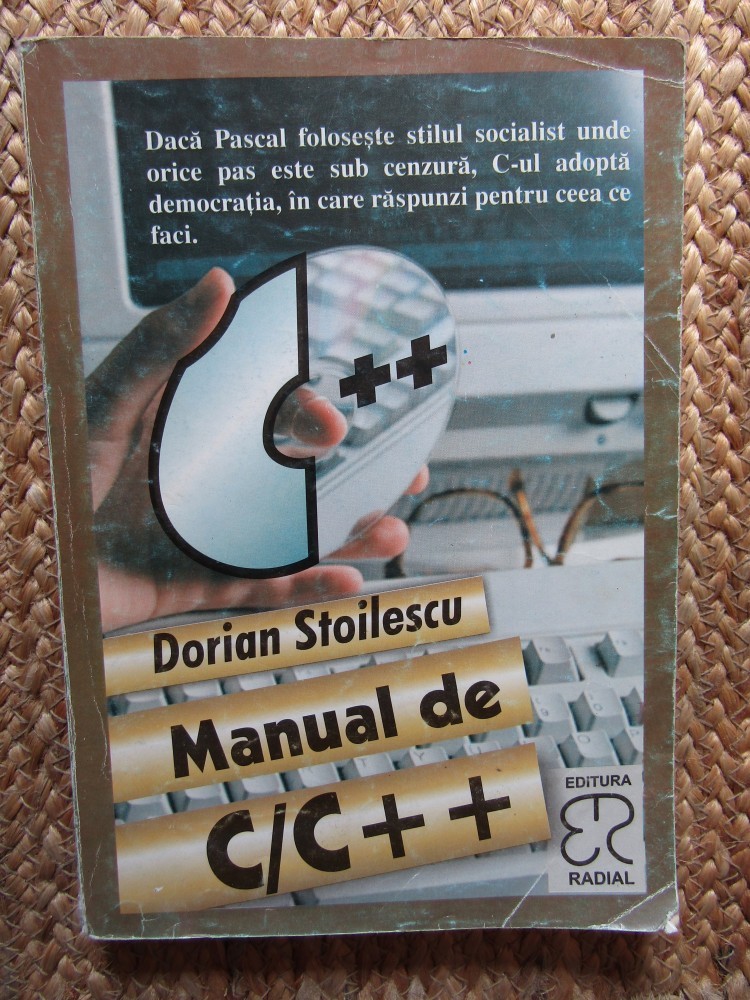 Dacă Pascal folosește stilul socialist unde
orice pas este sub cenzură, C-ul adoptă
democrația, în care răspunzi pentru ceea ce
faci.
C++
Dorian Stoilescu
Manual de
C/C++
EDiTURA
ER
RADIAL